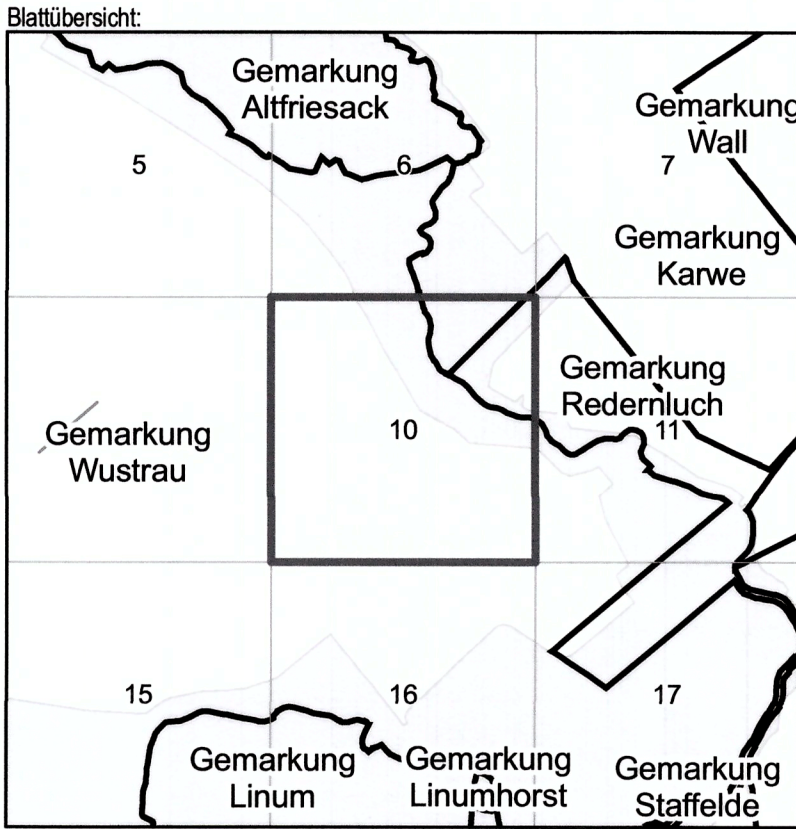 Blattübersicht:
Gemarkung
Altfriesack
Gemarkung
Wall
5
6
7
Gemarkung
Karwe
Gemarkung
Redernluch
Gemarkung
Wustrau
10
11
15
16
17
Gemarkung
Linum
Gemarkung
Linumhorst
Gemarkung
Staffelde